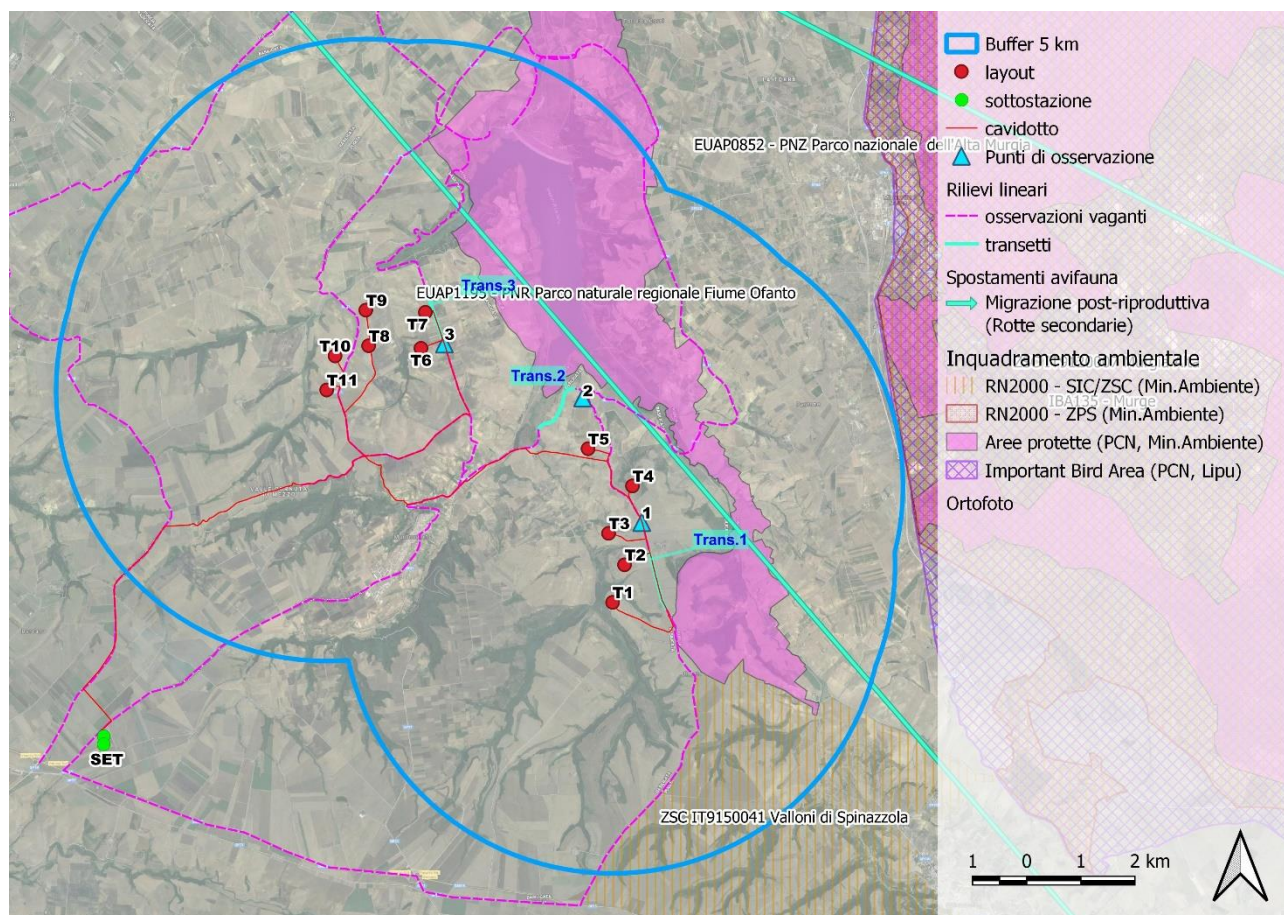 Buffer 5 km
layout
sottostazione
cavidotto
Punti di osservazione
Rilievi lineari
osservazioni vaganti
transetti
Spostamenti avifauna
Migrazione post-riproduttiva
(Rotte secondarie)
Inquadramento ambientale
RN2000 - SIC/ZSC (Min.Ambiente)
RN2000 - ZPS (Min.Ambiente)
Aree protette (PCN, Min.Ambiente)
Important Bird Area (PCN, Lipu)
Ortofoto
EUAP0852 - PNZ Parco nazionale dell'Alta Murgia
IBA135 - Murge
Trans.3
EUAP1195 - PNR Parco naturale regionale Fiume Ofanto
T9
T7
T8
3
T10
T6
T11
Trans.2
2
T5
T4
1
T3
Trans.1
T2
T1
SET
ZSC IT9150041 Valloni di Spinazzola
1 0 1 2 km